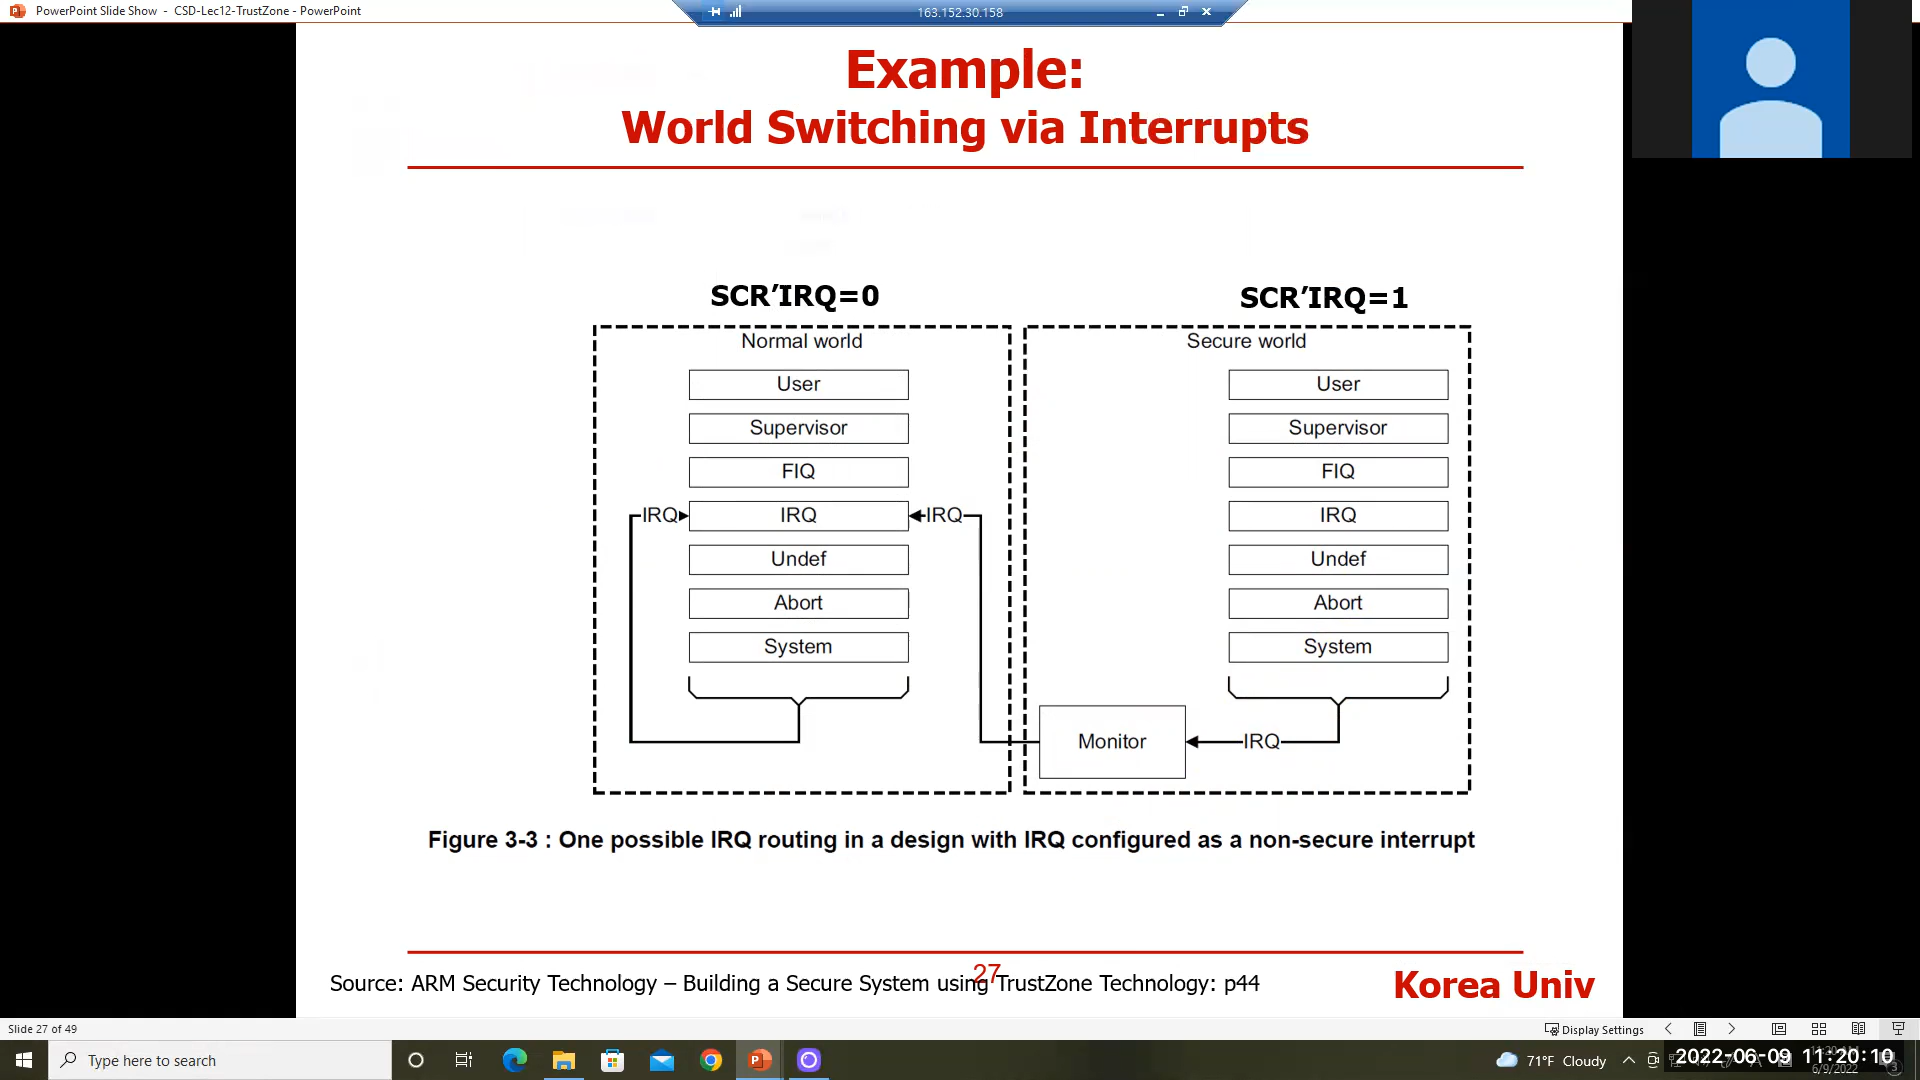 PowerPoint Slide Show - CSD-Lec12-TrustZone - PowerPoint
163.152.30.158
Example:
World Switching via Interrupts
SCR’IRQ=0
SCR’IRQ=1
Normal world
Secure world
User
User
Supervisor
Supervisor
FIQ
FIQ
IRQ
IRQ
IRQ
IRQ
Undef
Undef
Abort
Abort
System
System
Monitor
IRQ
Figure 3-3 : One possible IRQ routing in a design with IRQ configured as a non-secure interrupt
27
Source: ARM Security Technology – Building a Secure System using TrustZone Technology: p44
Korea Univ
Slide 27 of 49
Display Settings
Type here to search
71°F Cloudy
2022-06-09 11:20:10
6/9/2022